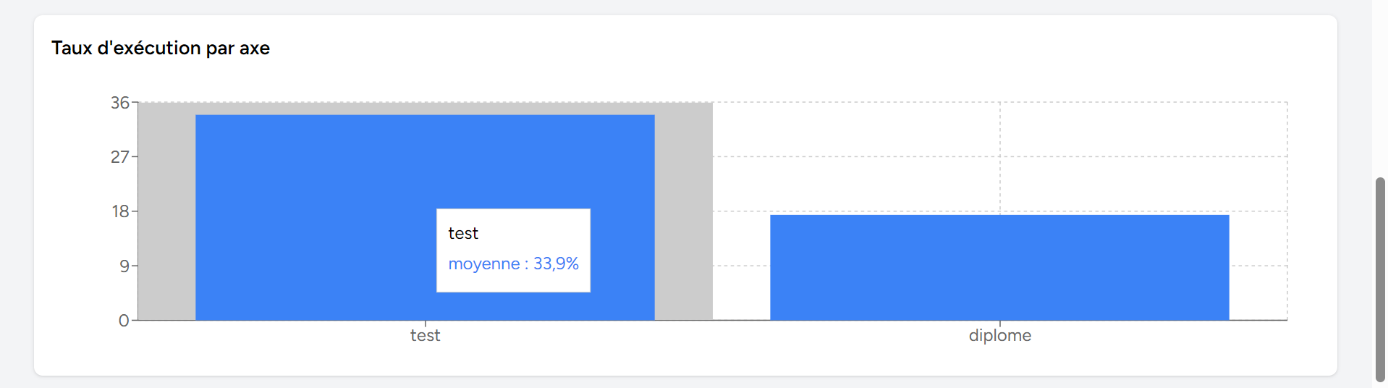 Taux d'exécution par axe
36
27
18
9
0
test
moyenne : 33,9%
test
diplome